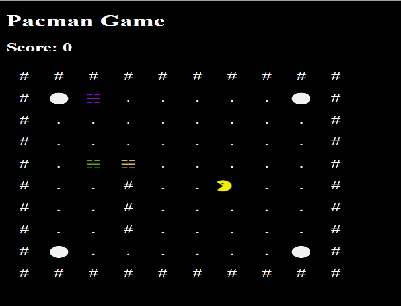 Pacman Game
Score: 0
# # # # # # # # # #
# . . . . . #
# . . . . . . . . #
# . . . . . . . . #
# . . . . . . #
# . . # . . . . #
# . . # . . . . . #
# . . # . . . . . #
# . . . . . . #
# # # # # # # # # #